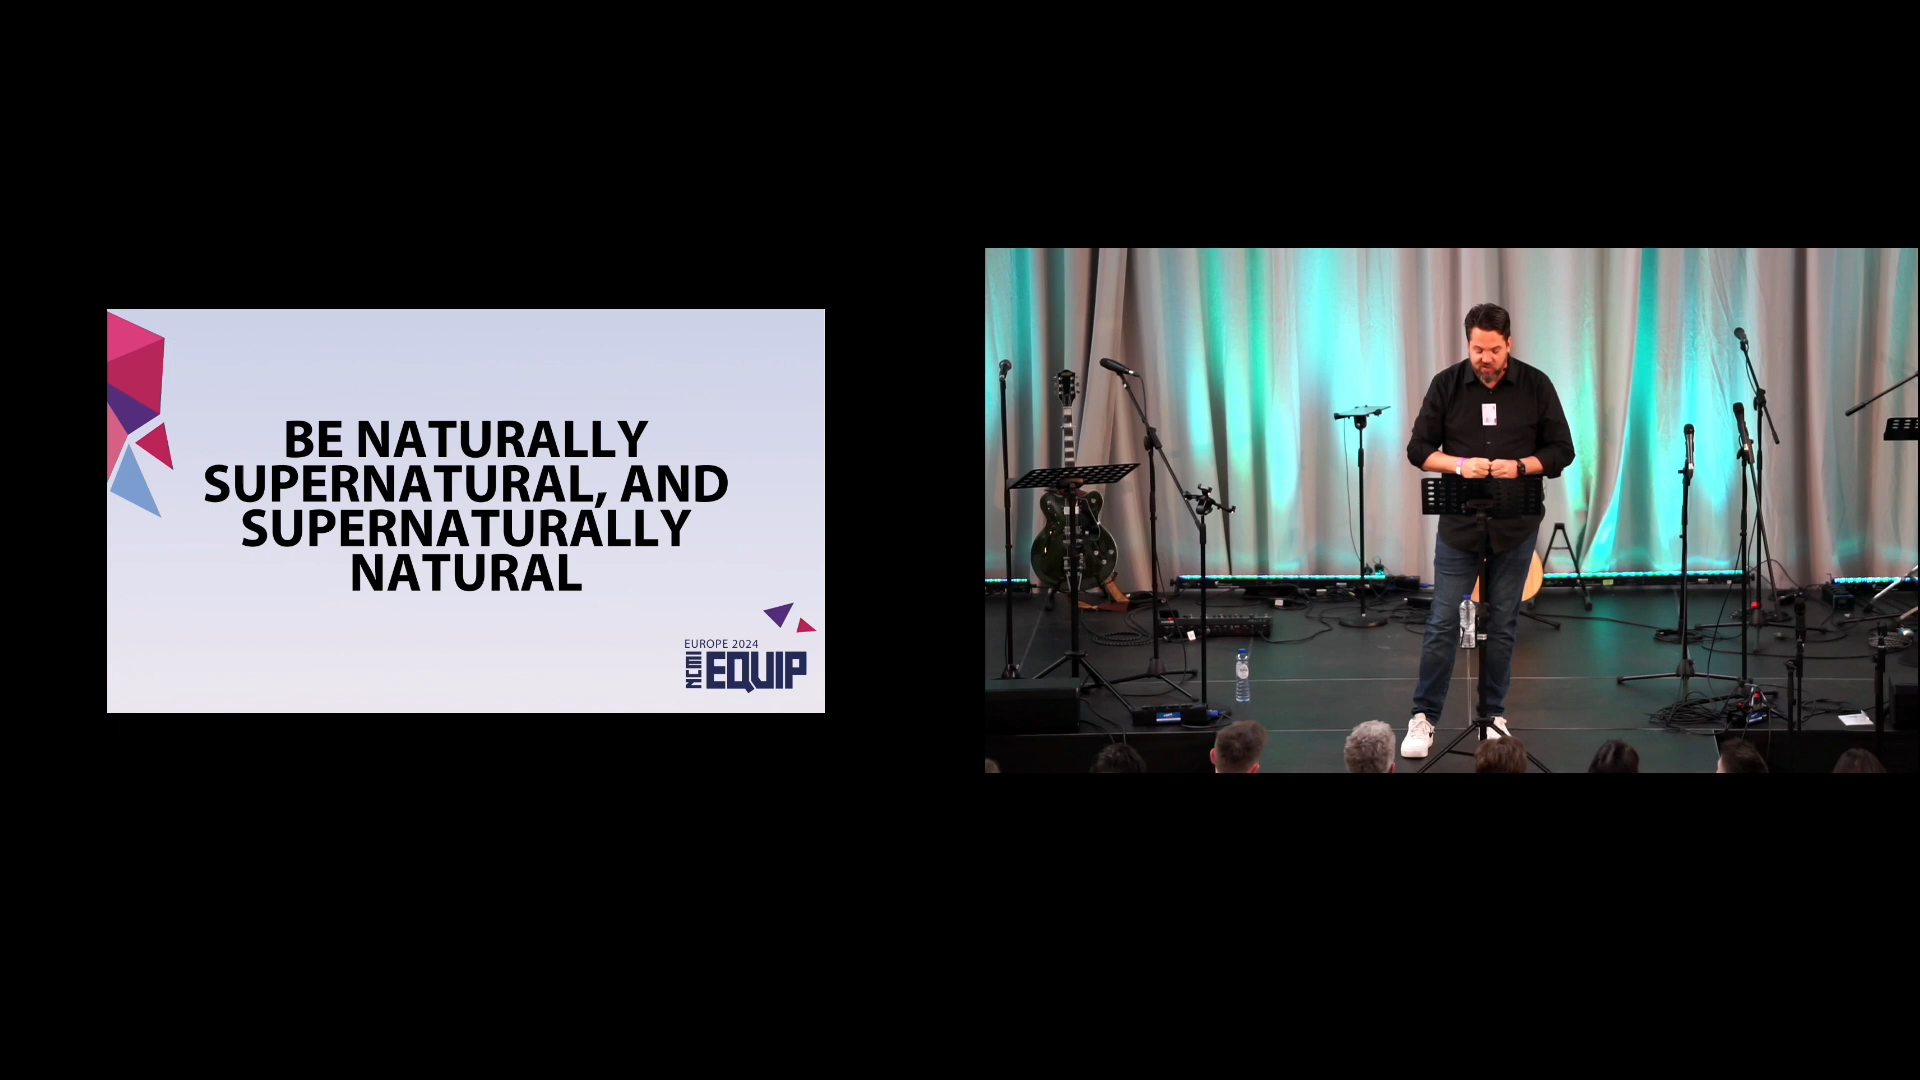 BE NATURALLY
SUPERNATURAL, AND
SUPERNATURALLY
NATURAL
EUROPE 2024
NCMI
EQUIP